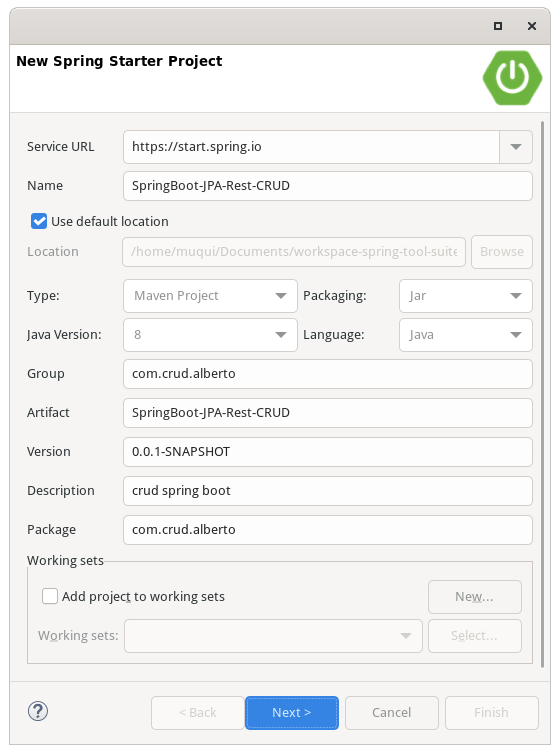 New Spring Starter Project
Service URL https://start.spring.io
Name SpringBoot-JPA-Rest-CRUD
Use default location
Location /home/muqui/Documents/workspace-spring-tool-suite Browse
Type: Maven Project Packaging: Jar
Java Version: 8 Language: Java
Group com.crud.alberto
Artifact SpringBoot-JPA-Rest-CRUD
Version 0.0.1-SNAPSHOT
Description crud spring boot
Package com.crud.alberto
Working sets
Add project to working sets New...
Working sets: Select...
? < Back Next > Cancel Finish